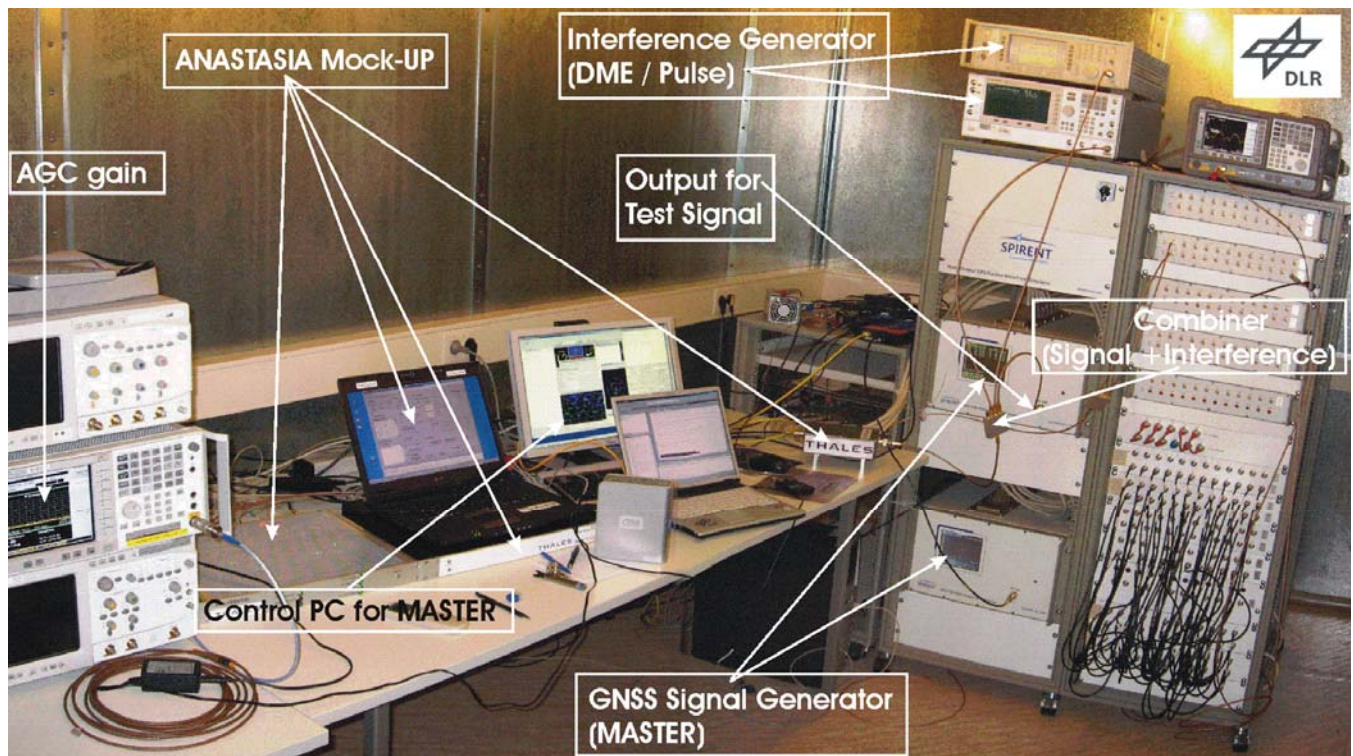 ANASTASIA Mock-UP
Interference Generator
(DME / Pulse)
DLR
AGC gain
Output for
Test Signal
SPIRENT
Combiner
(Signal +Interference)
THALES
THALES
Control PC for MASTER
GNSS Signal Generator
(MASTER)